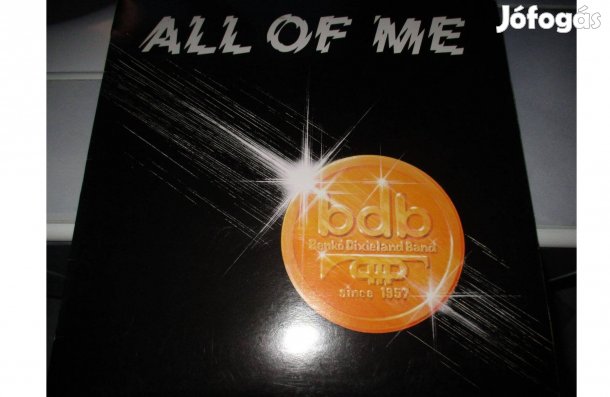 Jófogás
ALL OF ME
bdb
Benkó Dixieland Band
since 1957